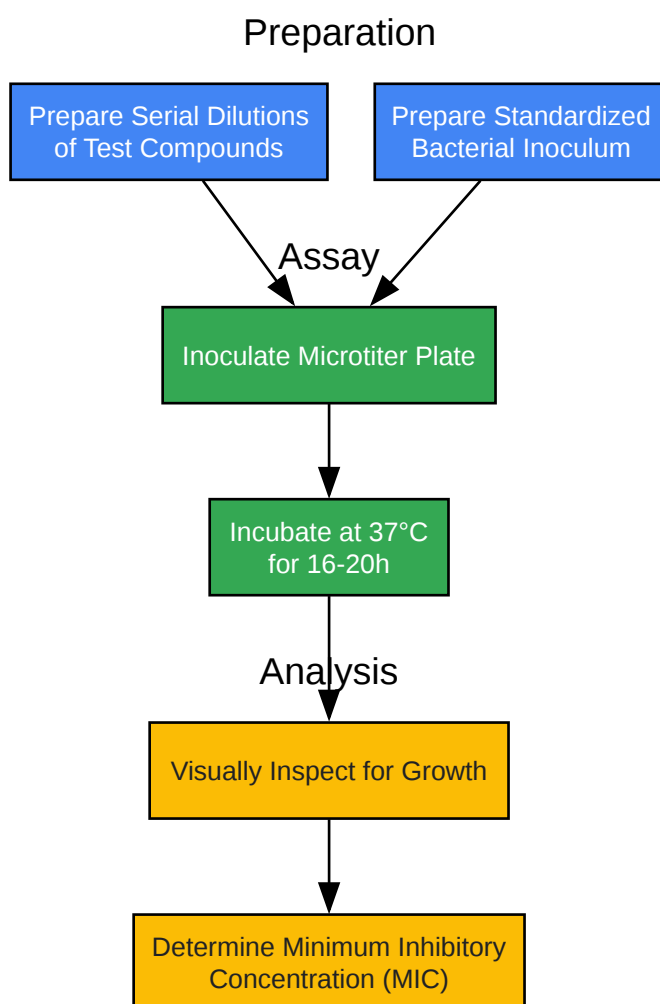 Preparation
Prepare Serial Dilutions
of Test Compounds
Prepare Standardized
Bacterial Inoculum
Assay
Inoculate Microtiter Plate
Incubate at 37°C
for 16-20h
Analysis
Visually Inspect for Growth
Determine Minimum Inhibitory
Concentration (MIC)